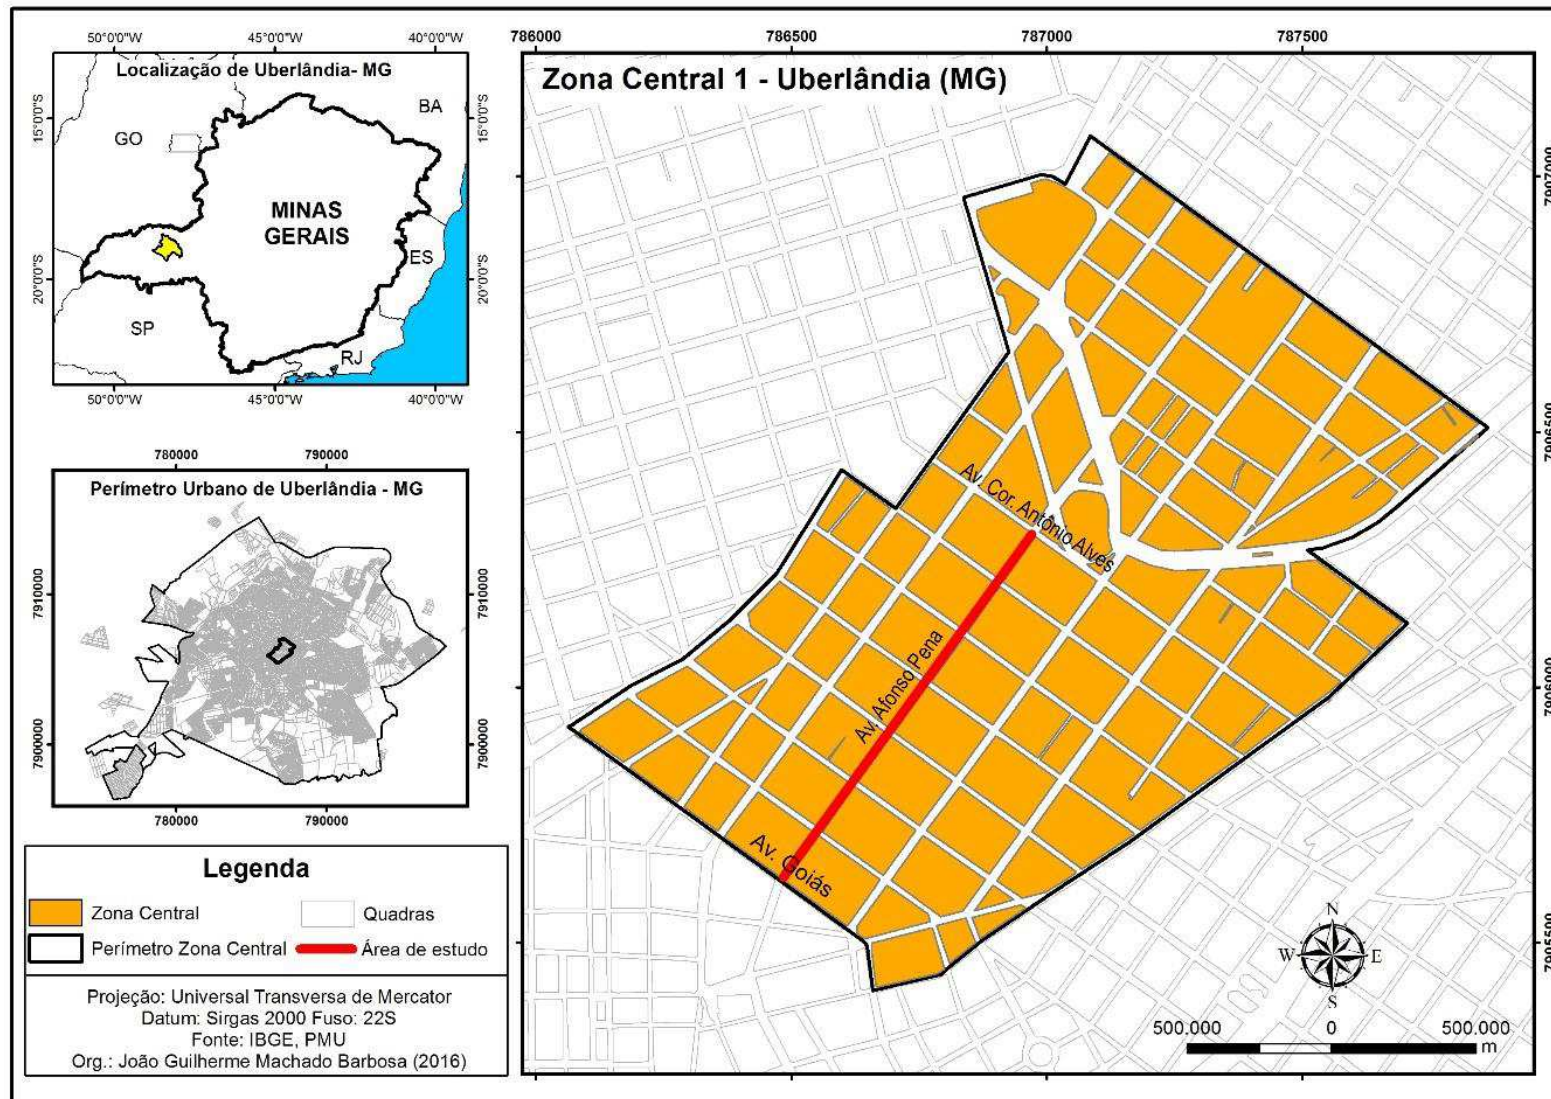 50°0'0"W 45°0'0"W 40°0'0"W
Localização de Uberlândia- MG
BA
GO
MINAS
GERAIS
ES
SP
RJ
15°0'0"S
20°0'0"S
15°0'0"S
20°0'0"S
50°0'0"W 45°0'0"W 40°0'0"W
780000 790000
Perímetro Urbano de Uberlândia - MG
7910000
7900000
7910000
7900000
780000 790000
Legenda
Zona Central
Quadras
Perímetro Zona Central
Área de estudo
Projeção: Universal Transversa de Mercator
Datum: Sirgas 2000 Fuso: 22S
Fonte: IBGE, PMU
Org.: João Guilherme Machado Barbosa (2016)
786000 786500 787000 787500
Zona Central 1 - Uberlândia (MG)
7907000
7906500
7906000
7905500
Av. Cor. Antônio Alves
Av. Afonso Pena
Av. Goiás
N
W E
S
500.000 0 500.000
m